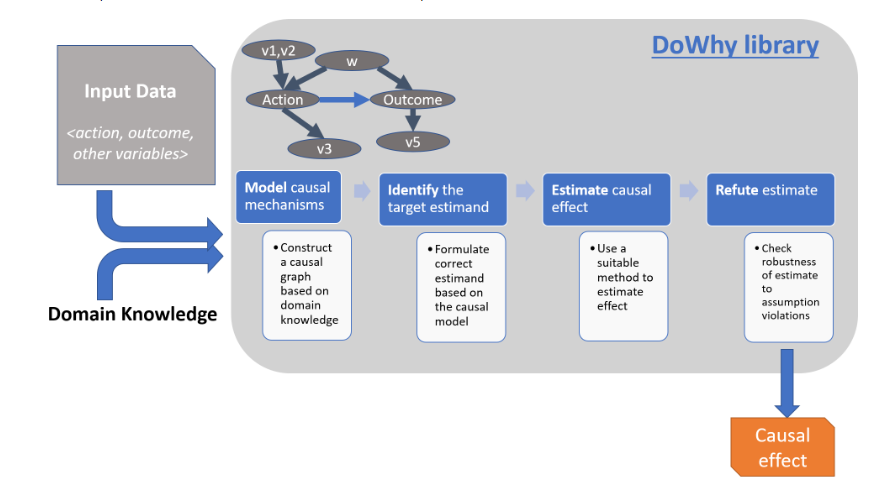 DoWhy library
Input Data
<action, outcome,
other variables>
v1,v2
w
Action
Outcome
v3
v5
Model causal
mechanisms
Identify the
target estimand
Estimate causal
effect
Refute estimate
• Construct
a causal
graph
based on
domain
knowledge
• Formulate
correct
estimand
based on
the causal
model
• Use a
suitable
method to
estimate
effect
• Check
robustness
of estimate
to
assumption
violations
Domain Knowledge
Causal
effect